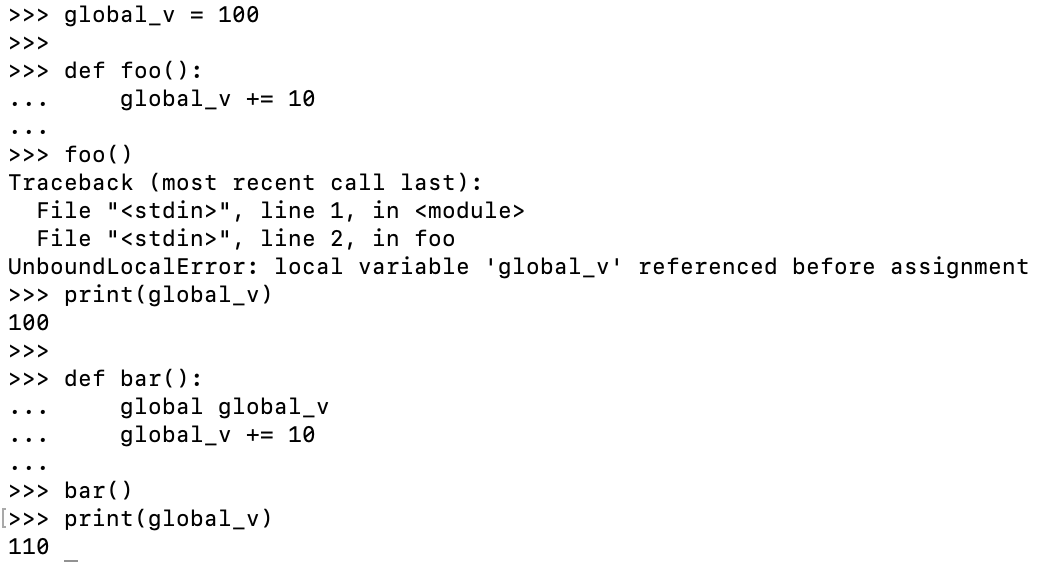 >>> global_v = 100
>>>
>>> def foo():
...     global_v += 10
...
>>> foo()
Traceback (most recent call last):
  File "<stdin>", line 1, in <module>
  File "<stdin>", line 2, in foo
UnboundLocalError: local variable 'global_v' referenced before assignment
>>> print(global_v)
100
>>>
>>> def bar():
...     global global_v
...     global_v += 10
...
>>> bar()
[>>> print(global_v)
110 _